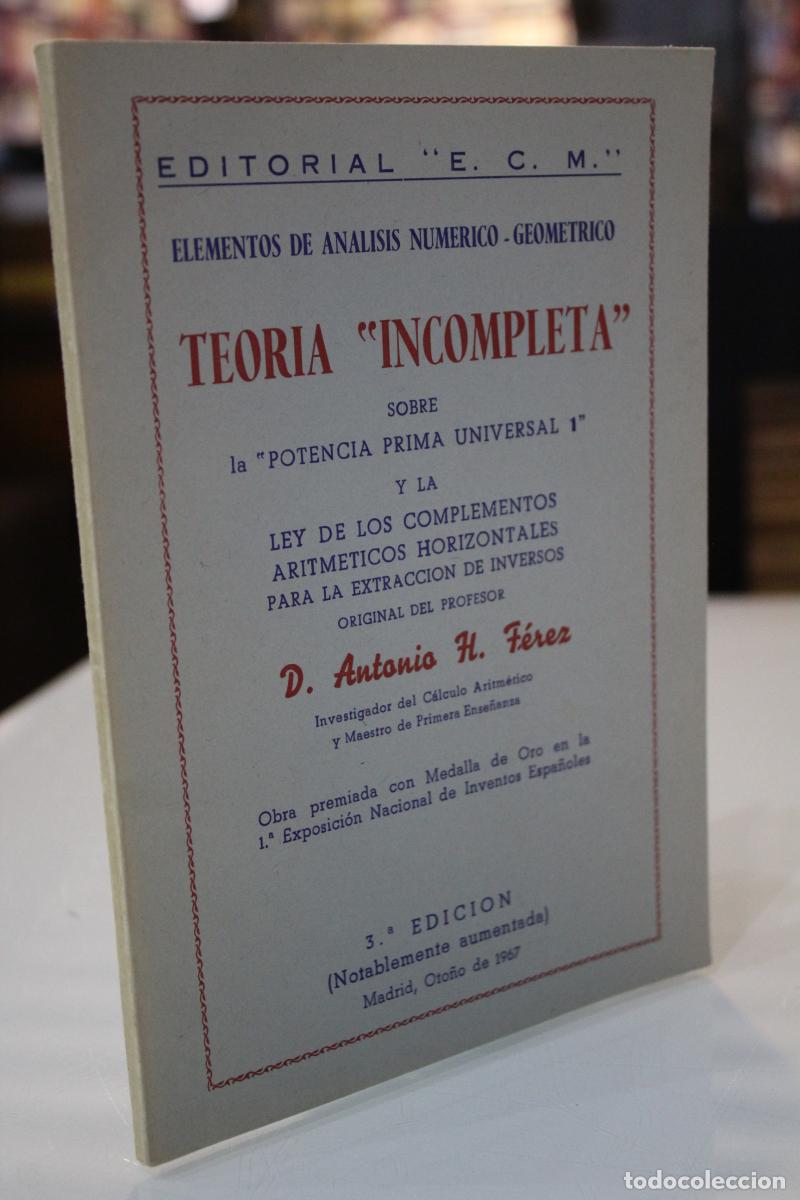 EDITORIAL "E. C. M."
ELEMENTOS DE ANALISIS NUMERICO - GEOMETRICO
TEORIA "INCOMPLETA"
SOBRE
la "POTENCIA PRIMA UNIVERSAL 1"
Y LA
LEY DE LOS COMPLEMENTOS
ARITMETICOS HORIZONTALES
PARA LA EXTRACCION DE INVERSOS
ORIGINAL DEL PROFESOR
D. Antonio H. Férez
Investigador del Cálculo Aritmético
y Maestro de Primera Enseñanza
Obra premiada con Medalla de Oro en la
1.ª Exposición Nacional de Inventos Españoles
3.ª EDICION
(Notablemente aumentada)
Madrid, Otoño de 1967
todocoleccion